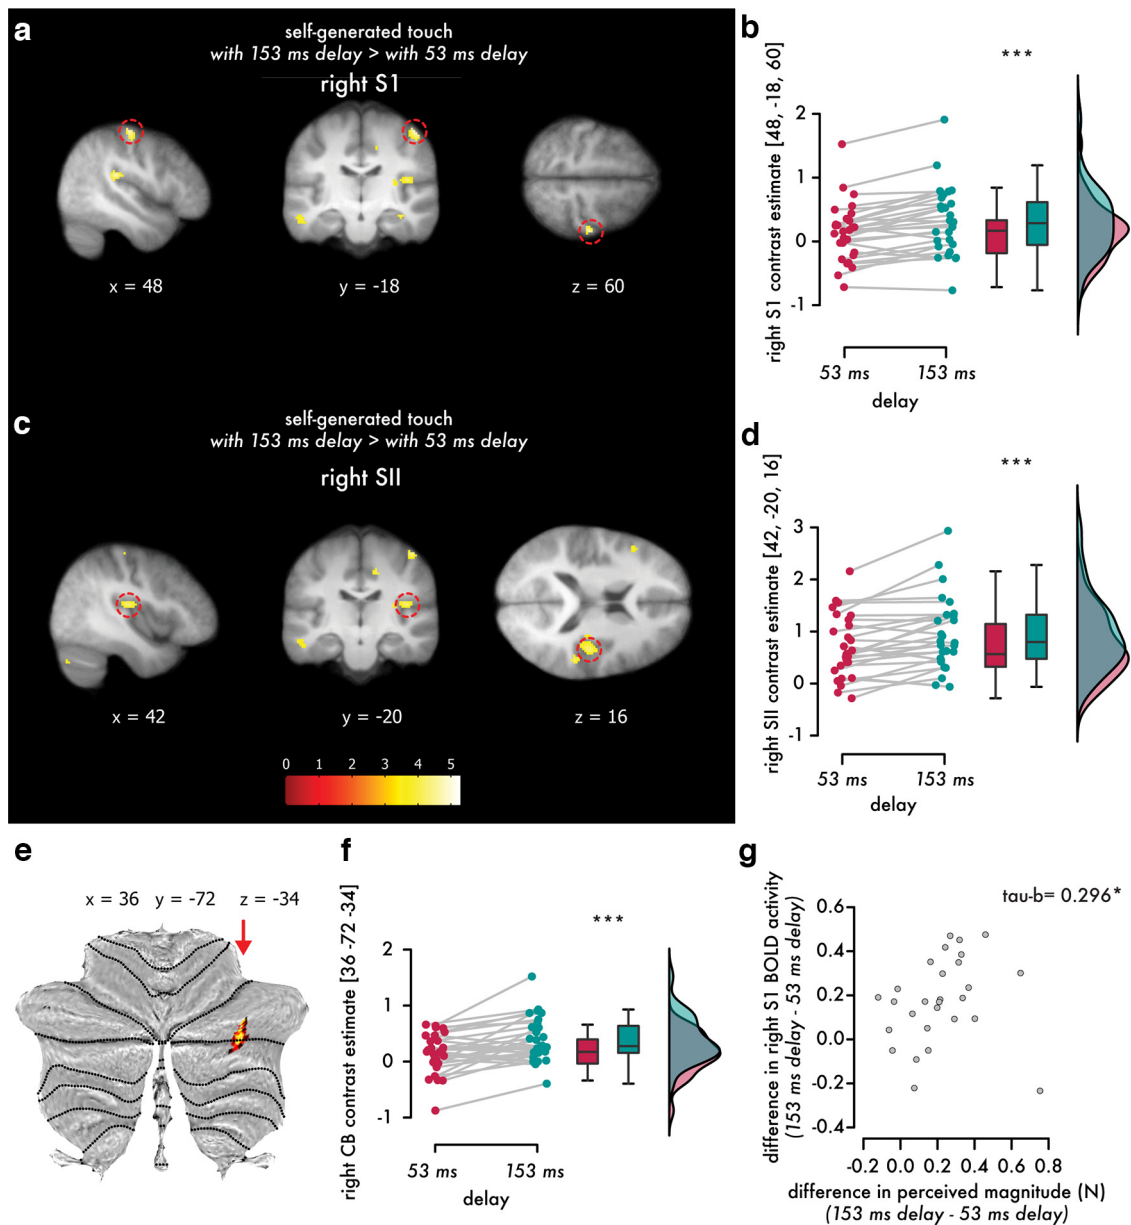 a
self-generated touch
with 153 ms delay > with 53 ms delay
right S1
x = 48
y = -18
z = 60
b
***
right S1 contrast estimate [48, -18, 60]
2
1
0
-1
53 ms
153 ms
delay
c
self-generated touch
with 153 ms delay > with 53 ms delay
right SII
x = 42
y = -20
z = 16
0 1 2 3 4 5
d
***
right SII contrast estimate [42, -20, 16]
3
2
1
0
-1
53 ms
153 ms
delay
e
x = 36 y = -72 z = -34
f
***
right CB contrast estimate [36 -72 -34]
2
1
0
-1
53 ms
153 ms
delay
g
tau-b= 0.296*
difference in right S1 BOLD activity
(153 ms delay - 53 ms delay)
0.6
0.4
0.2
0.0
-0.2
-0.4
-0.2 0.0 0.2 0.4 0.6 0.8
difference in perceived magnitude (N)
(153 ms delay - 53 ms delay)